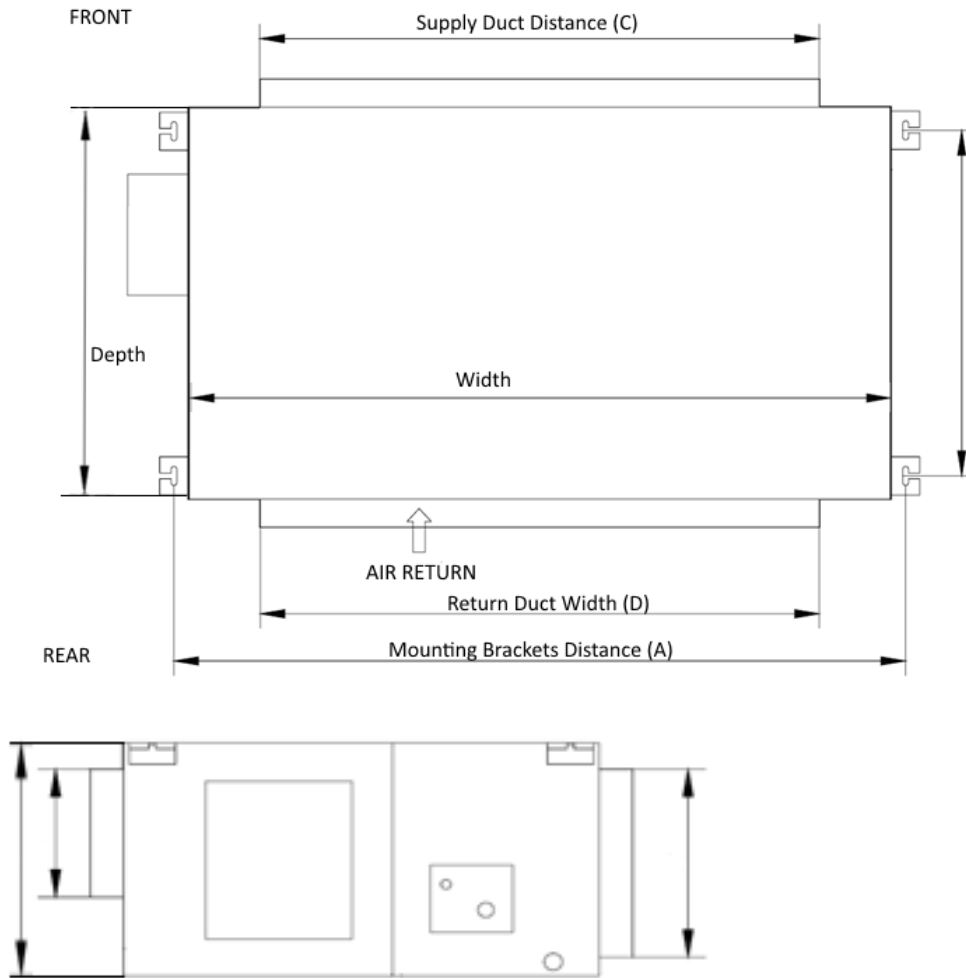 FRONT
Supply Duct Distance (C)
Depth
Width
AIR RETURN
Return Duct Width (D)
REAR
Mounting Brackets Distance (A)